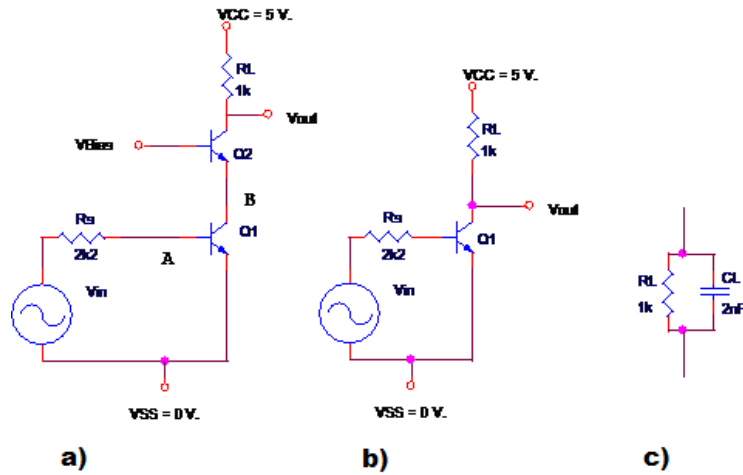 VCC = 5 V.
RL
1k
Vout
VBias
Q2
B
Rs
Q1
2k2
A
Vin
VSS = 0 V.
a)
VCC = 5 V.
RL
1k
Vout
Rs
Q1
2k2
Vin
VSS = 0 V.
b)
RL
CL
1k
2nF
c)